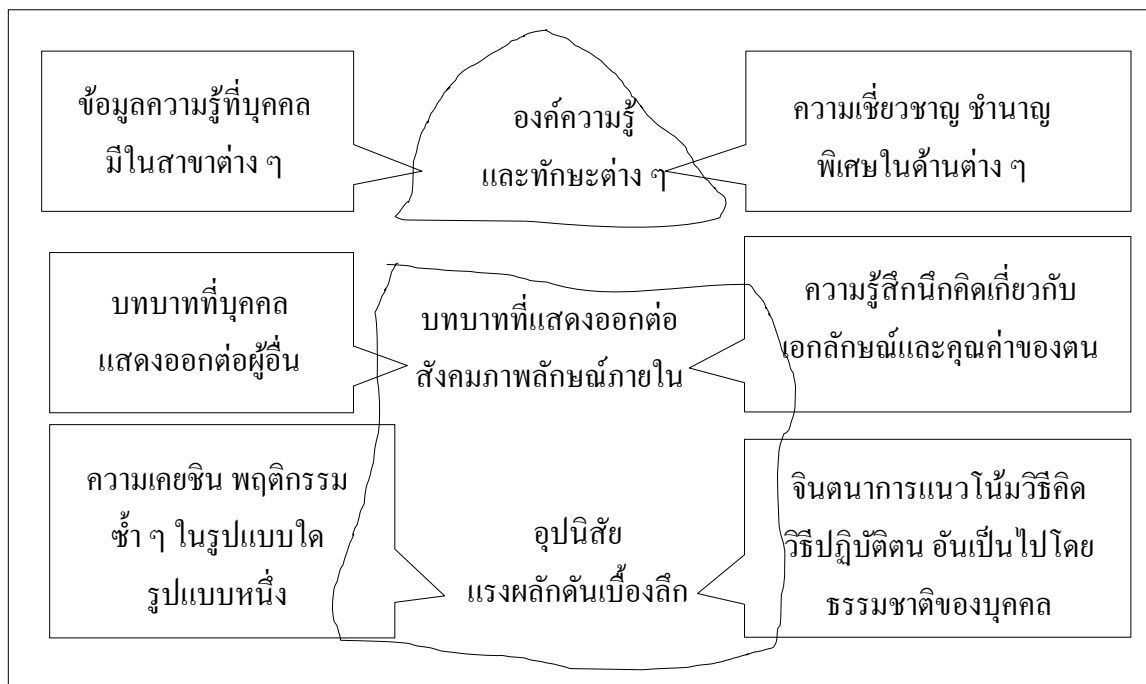 ข้อมูลความรู้ที่บุคคล
มีในสาขาต่าง ๆ
องค์ความรู้
และทักษะต่าง ๆ
ความเชี่ยวชาญ ชำนาญ
พิเศษในด้านต่าง ๆ
บทบาทที่บุคคล
แสดงออกต่อผู้อื่น
บทบาทที่แสดงออกต่อ
สังคมภาพลักษณ์ภายใน
ความรู้สึกนึกคิดเกี่ยวกับ
เอกลักษณ์และคุณค่าของตน
ความเคยชิน พฤติกรรม
ซ้ำ ๆ ในรูปแบบใด
รูปแบบหนึ่ง
อุปนิสัย
แรงผลักดันเบื้องลึก
จินตนาการแนวโน้มวิธีคิด
วิธีปฏิบัติตน อันเป็นไปโดย
ธรรมชาติของบุคคล